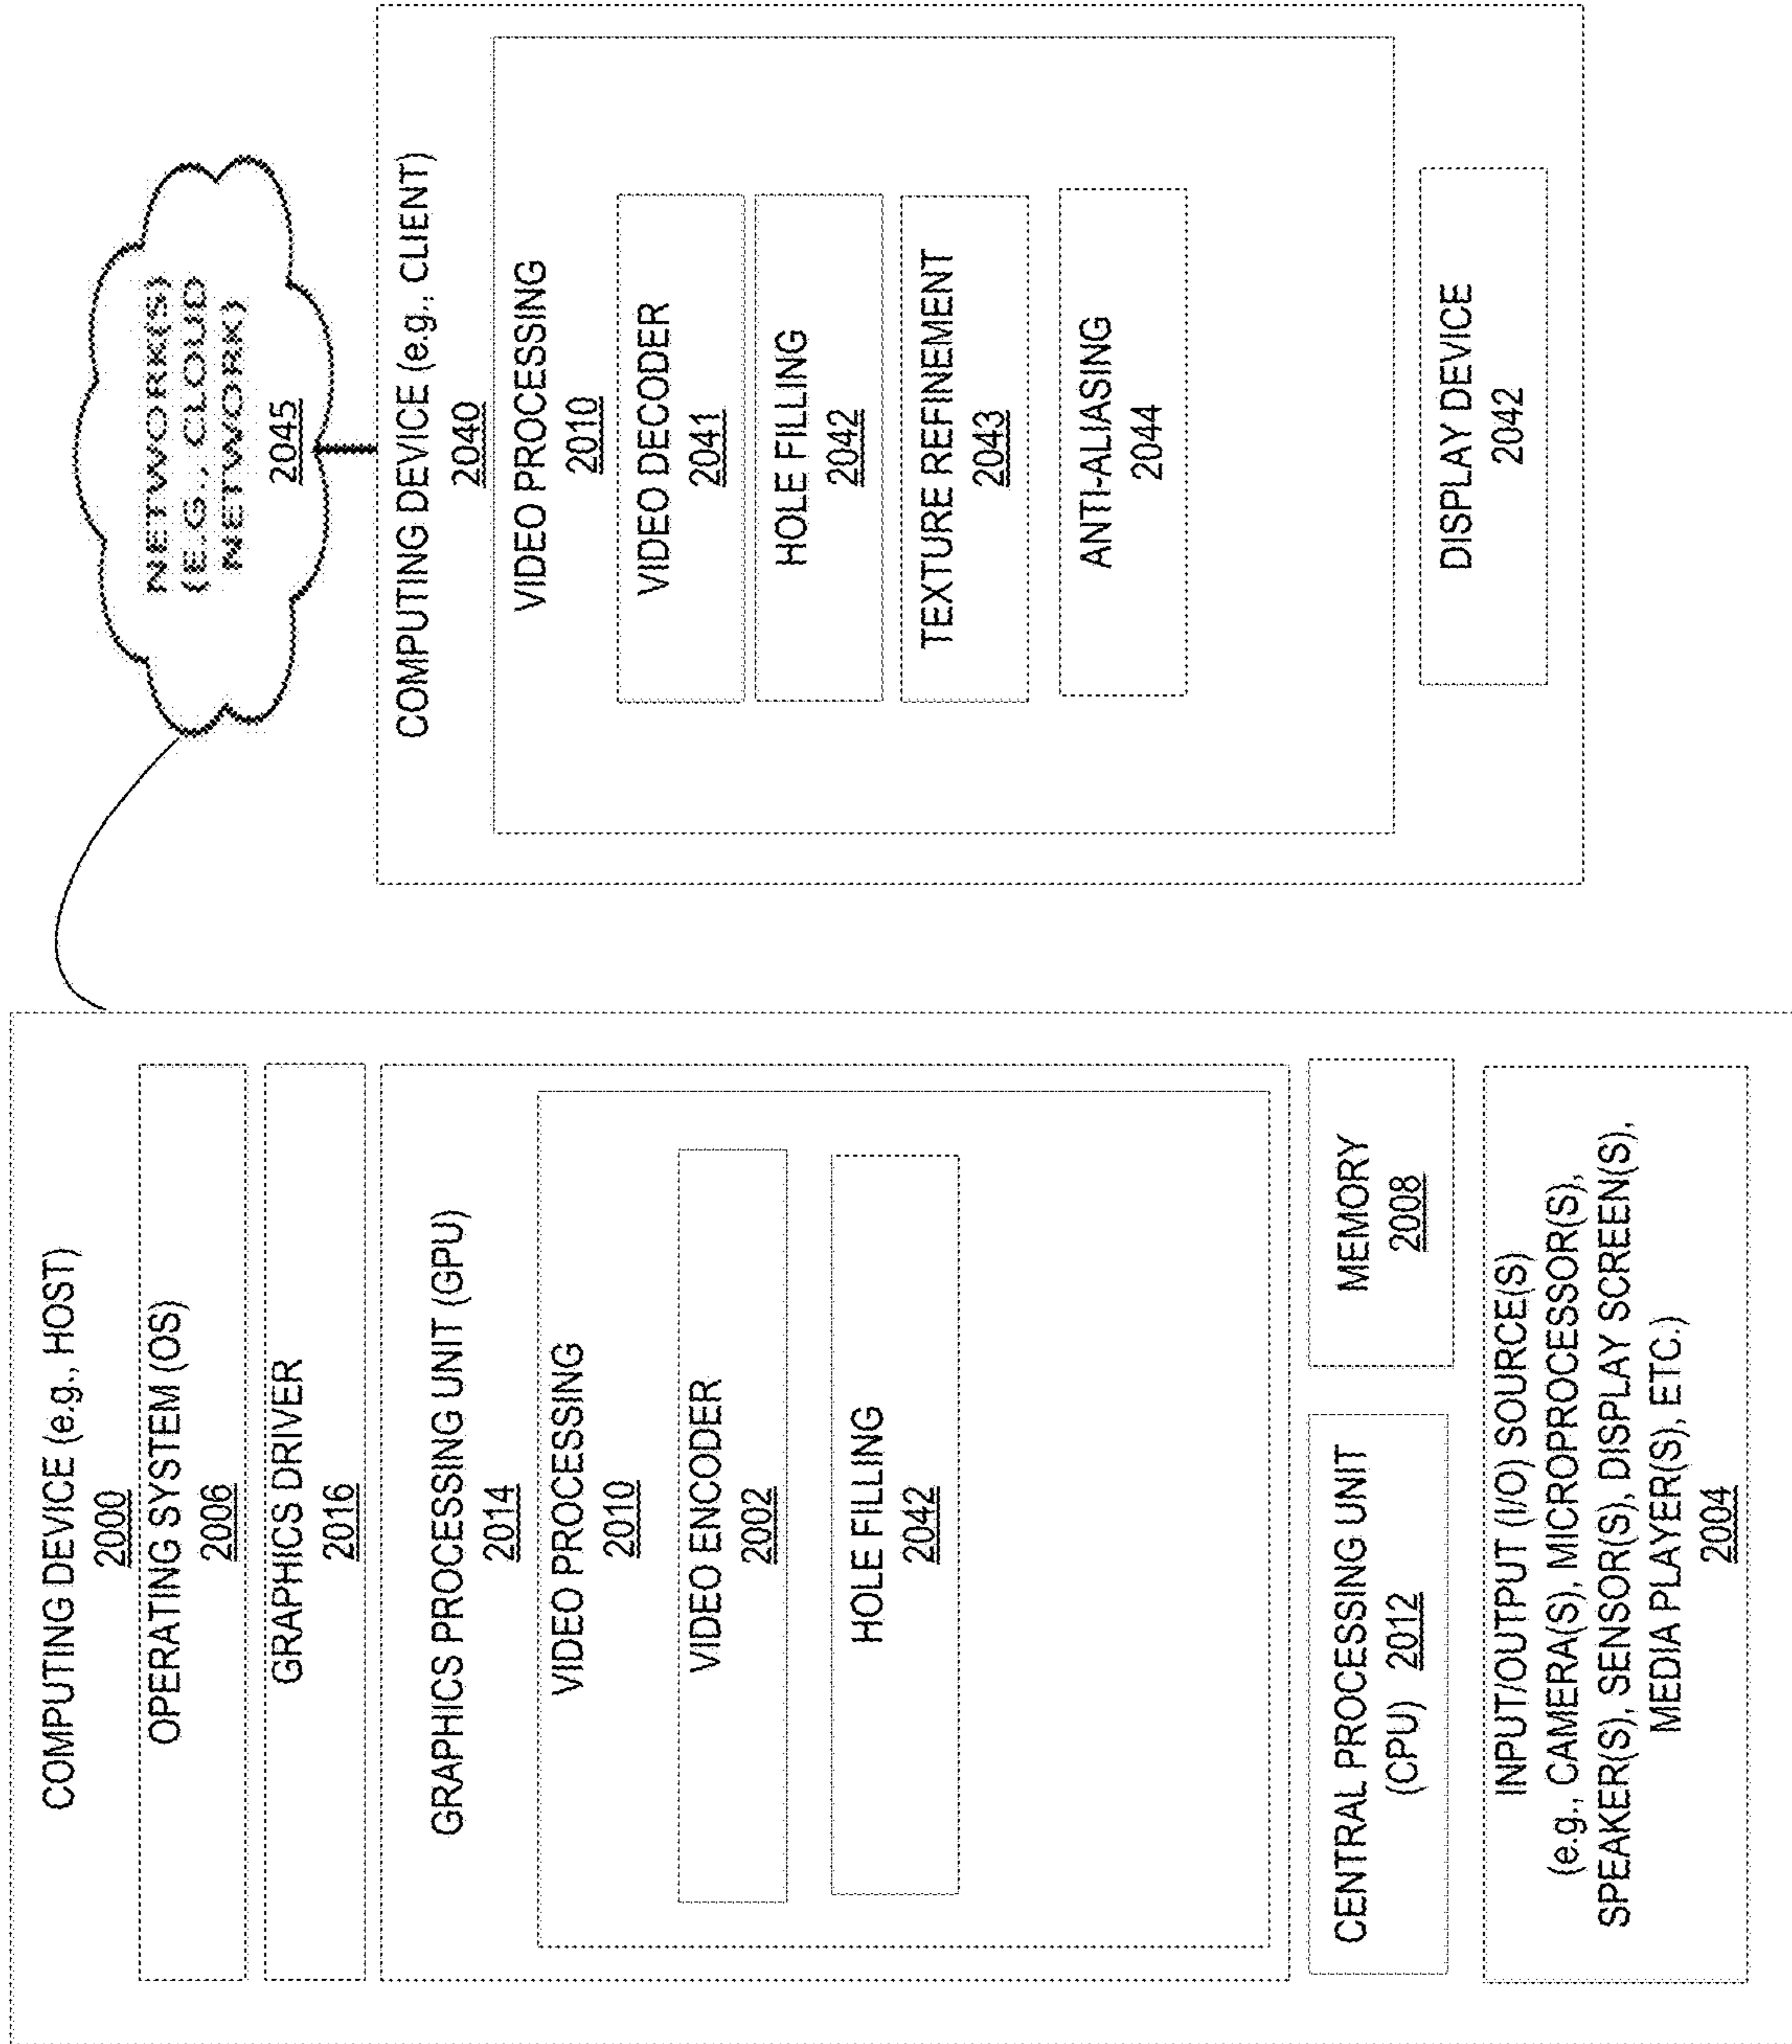 COMPUTING DEVICE (e.g., HOST)
2000
OPERATING SYSTEM (OS)
2006
GRAPHICS DRIVER
2016
GRAPHICS PROCESSING UNIT (GPU)
2014
VIDEO PROCESSING
2010
VIDEO ENCODER
2002
HOLE FILLING
2042
CENTRAL PROCESSING UNIT
(CPU) 2012
MEMORY
2008
INPUT/OUTPUT (I/O) SOURCE(S)
(e.g., CAMERA(S), MICROPROCESSOR(S),
SPEAKER(S), SENSOR(S), DISPLAY SCREEN(S),
MEDIA PLAYER(S), ETC.)
2004
NETWORK(S)
(E.G., CLOUD
NETWORK)
2045
COMPUTING DEVICE (e.g., CLIENT)
2040
VIDEO PROCESSING
2010
VIDEO DECODER
2041
HOLE FILLING
2042
TEXTURE REFINEMENT
2043
ANTI-ALIASING
2044
DISPLAY DEVICE
2042